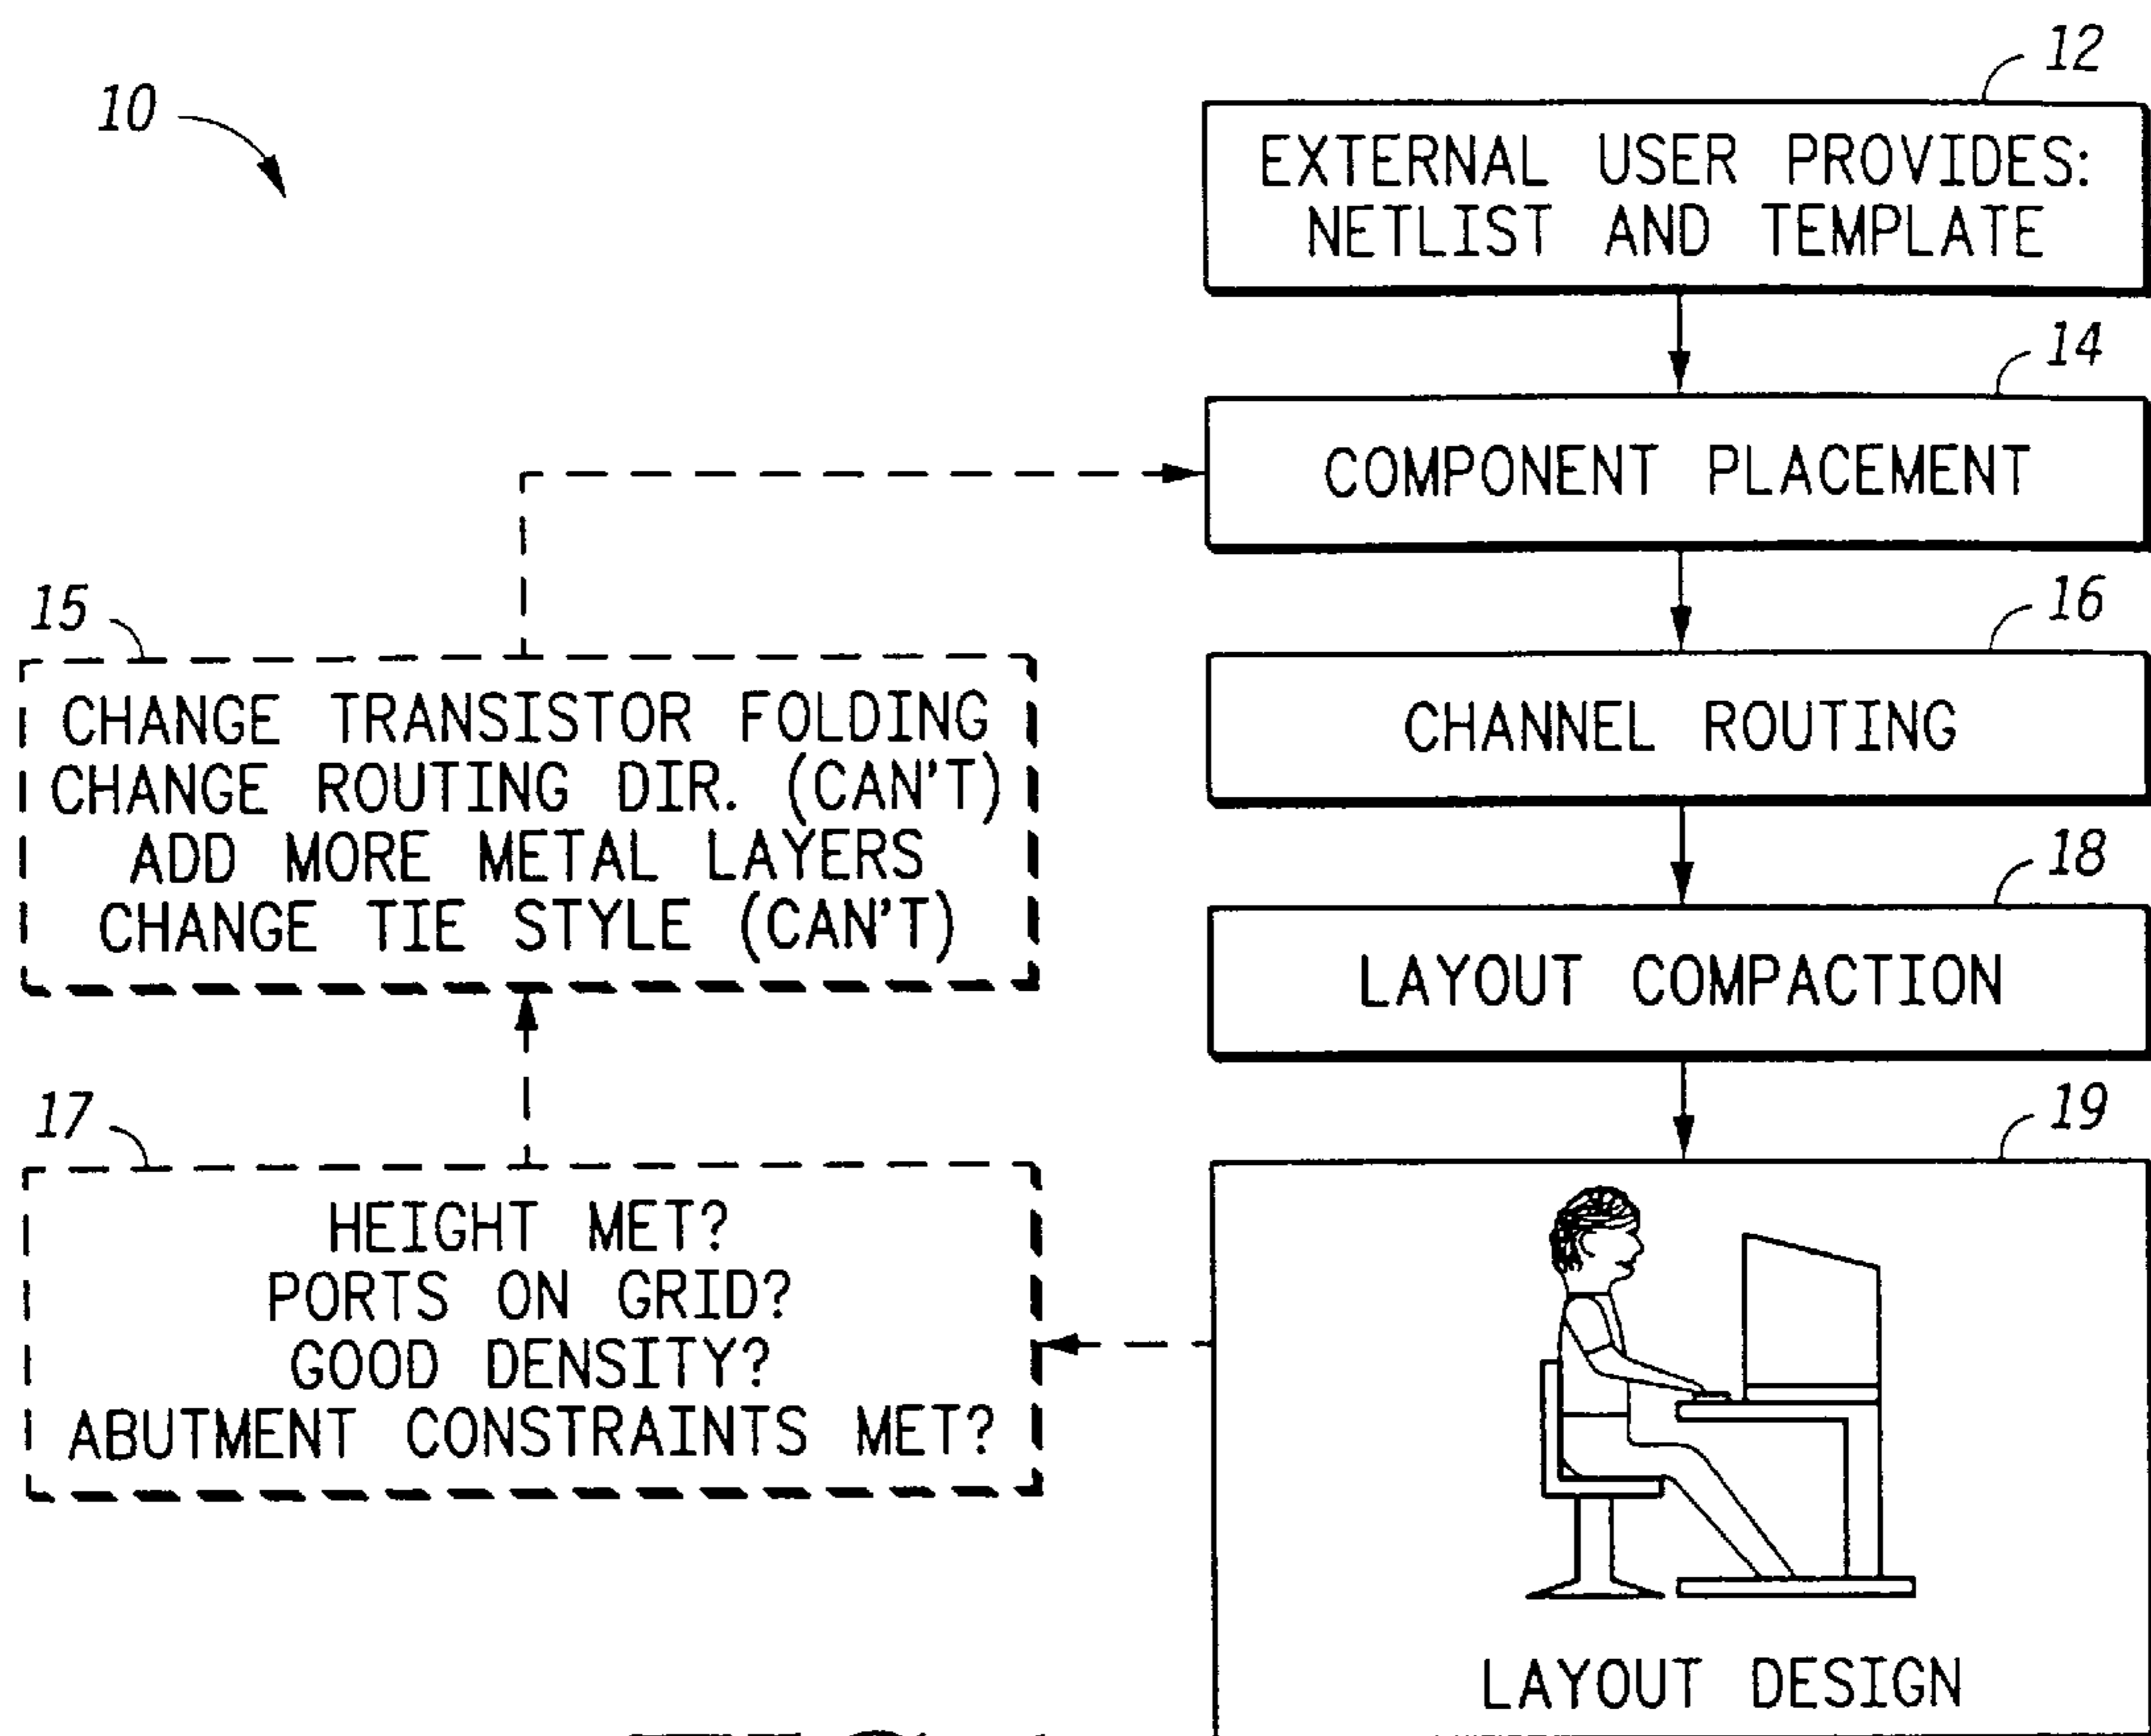 10
12
EXTERNAL USER PROVIDES:
NETLIST AND TEMPLATE
14
COMPONENT PLACEMENT
16
CHANNEL ROUTING
15
CHANGE TRANSISTOR FOLDING
CHANGE ROUTING DIR. (CAN'T)
ADD MORE METAL LAYERS
CHANGE TIE STYLE (CAN'T)
18
LAYOUT COMPACTION
17
HEIGHT MET?
PORTS ON GRID?
GOOD DENSITY?
ABUTMENT CONSTRAINTS MET?
19
LAYOUT DESIGN